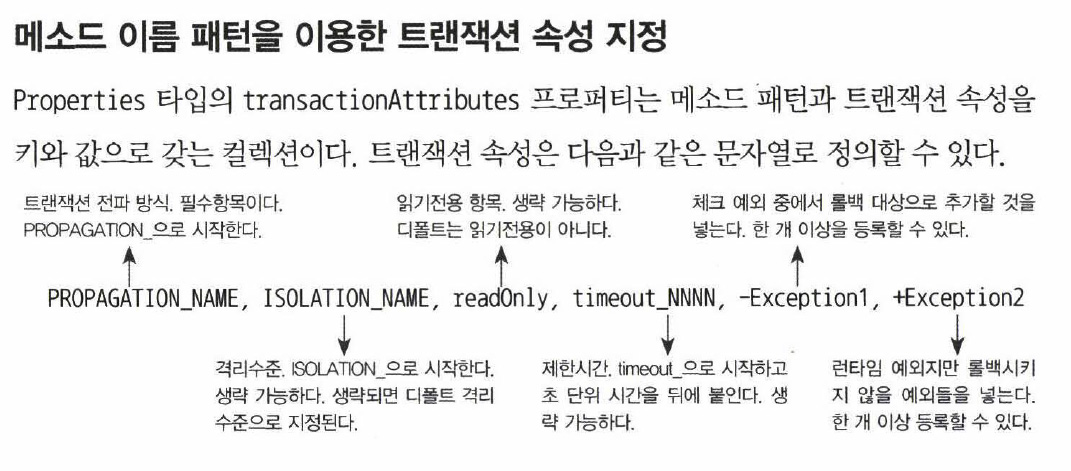 메소드 이름 패턴을 이용한 트랜잭션 속성 지정
Properties 타입의 transactionAttributes 프로퍼티는 메소드 패턴과 트랜잭션 속성을
키와 값으로 갖는 컬렉션이다. 트랜잭션 속성은 다음과 같은 문자열로 정의할 수 있다.
트랜잭션 전파 방식. 필수항목이다.
PROPAGATION_으로 시작한다.
읽기전용 항목. 생략 가능하다.
디폴트는 읽기전용이 아니다.
체크 예외 중에서 롤백 대상으로 추가할 것을
넣는다. 한 개 이상을 등록할 수 있다.
PROPAGATION_NAME, ISOLATION_NAME, readOnly, timeout_NNNN, -Exception1, +Exception2
격리수준. ISOLATION_으로 시작한다.
생략 가능하다. 생략되면 디폴트 격리
수준으로 지정된다.
제한시간. timeout_으로 시작하고
초 단위 시간을 뒤에 붙인다. 생
략 가능하다.
런타임 예외지만 롤백시키
지 않을 예외들을 넣는다.
한 개 이상 등록할 수 있다.